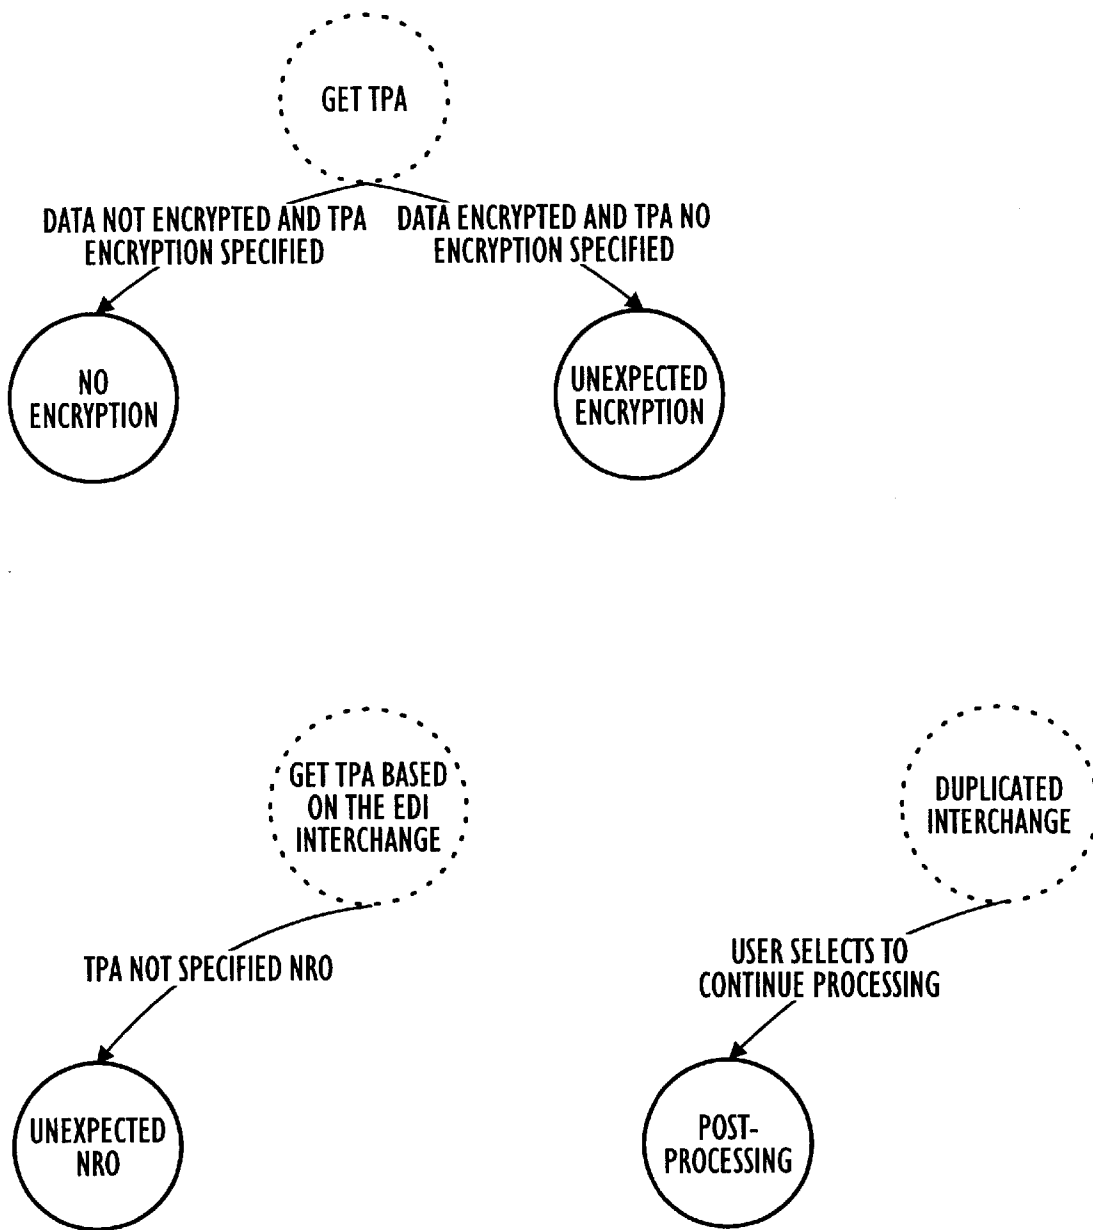 GET TPA
DATA NOT ENCRYPTED AND TPA
ENCRYPTION SPECIFIED
DATA ENCRYPTED AND TPA NO
ENCRYPTION SPECIFIED
NO
ENCRYPTION
UNEXPECTED
ENCRYPTION
GET TPA BASED
ON THE EDI
INTERCHANGE
DUPLICATED
INTERCHANGE
TPA NOT SPECIFIED NRO
USER SELECTS TO
CONTINUE PROCESSING
UNEXPECTED
NRO
POST-
PROCESSING